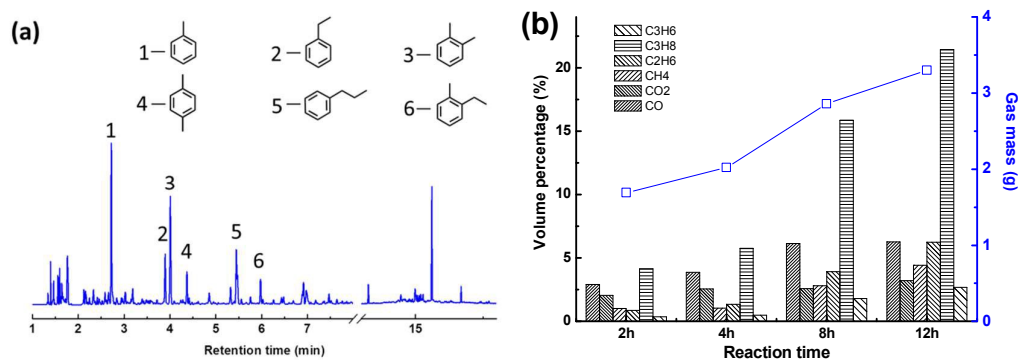 (a)
1
2
3
4
5
6
1
2
3
4
5
6
1 2 3 4 5 6 7 15
Retention time (min)
(b)
C3H6
C3H8
C2H6
CH4
CO2
CO
Volume percentage (%)
20
15
10
5
0
2h 4h 8h 12h
Reaction time
4
3
2
1
0
Gas mass (g)